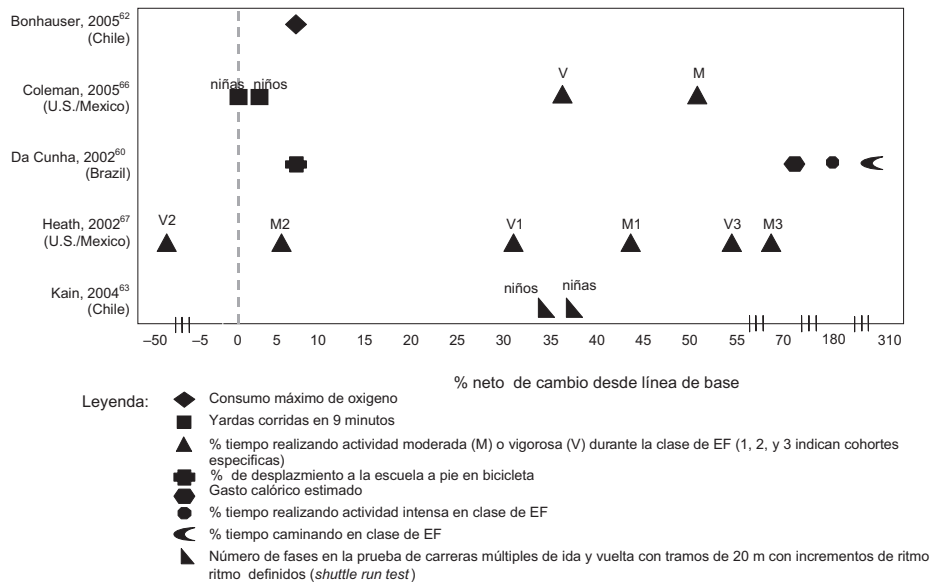 Bonhauser, 2005⁶²
(Chile)
niñas niños
V
M
Coleman, 2005⁶⁶
(U.S./Mexico)
Da Cunha, 2002⁶⁰
(Brazil)
V2
M2
V1
M1
V3
M3
Heath, 2002⁶⁷
(U.S./Mexico)
niños
niñas
Kain, 2004⁶³
(Chile)
–50 –5 0 5 10 15 20 25 30 35 40 45 50 55 70 180 310
% neto de cambio desde línea de base
Leyenda:
Consumo máximo de oxigeno
Yardas corridas en 9 minutos
% tiempo realizando actividad moderada (M) o vigorosa (V) durante la clase de EF (1, 2, y 3 indican cohortes
especificas)
% de desplazmiento a la escuela a pie en bicicleta
Gasto calórico estimado
% tiempo realizando actividad intensa en clase de EF
% tiempo caminando en clase de EF
Número de fases en la prueba de carreras múltiples de ida y vuelta con tramos de 20 m con incrementos de ritmo
ritmo definidos (shuttle run test)